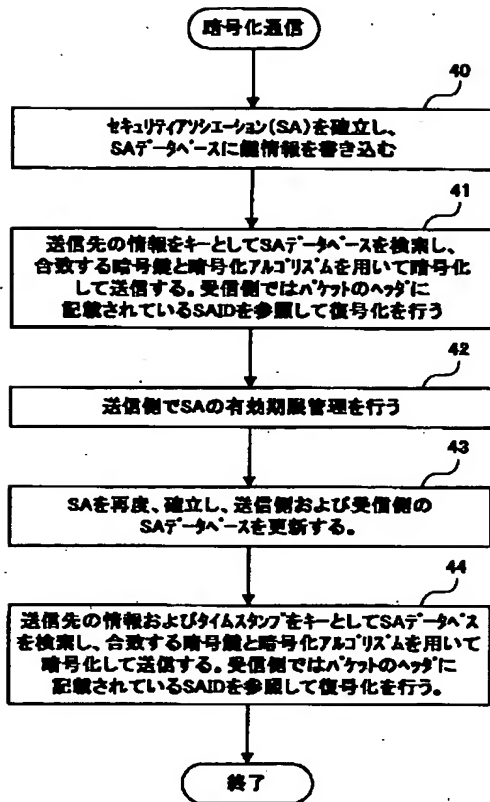 暗号化通信
40
セキュリティアソシエーション(SA)を確立し、
SAデータベースに鍵情報を書き込む
41
送信先の情報をキーとしてSAデータベースを検索し、
合致する暗号鍵と暗号化アルゴリズムを用いて暗号化
して送信する。受信側ではパケットのヘッダに
記載されているSAIDを参照して復号化を行う
42
送信側でSAの有効期限管理を行う
43
SAを再度、確立し、送信側および受信側の
SAデータベースを更新する。
44
送信先の情報およびタイムスタンプをキーとしてSAデータベス
を検索し、合致する暗号鍵と暗号化アルゴリズムを用いて
暗号化して送信する。受信側ではパケットのヘッダに
記載されているSAIDを参照して復号化を行う。
終了